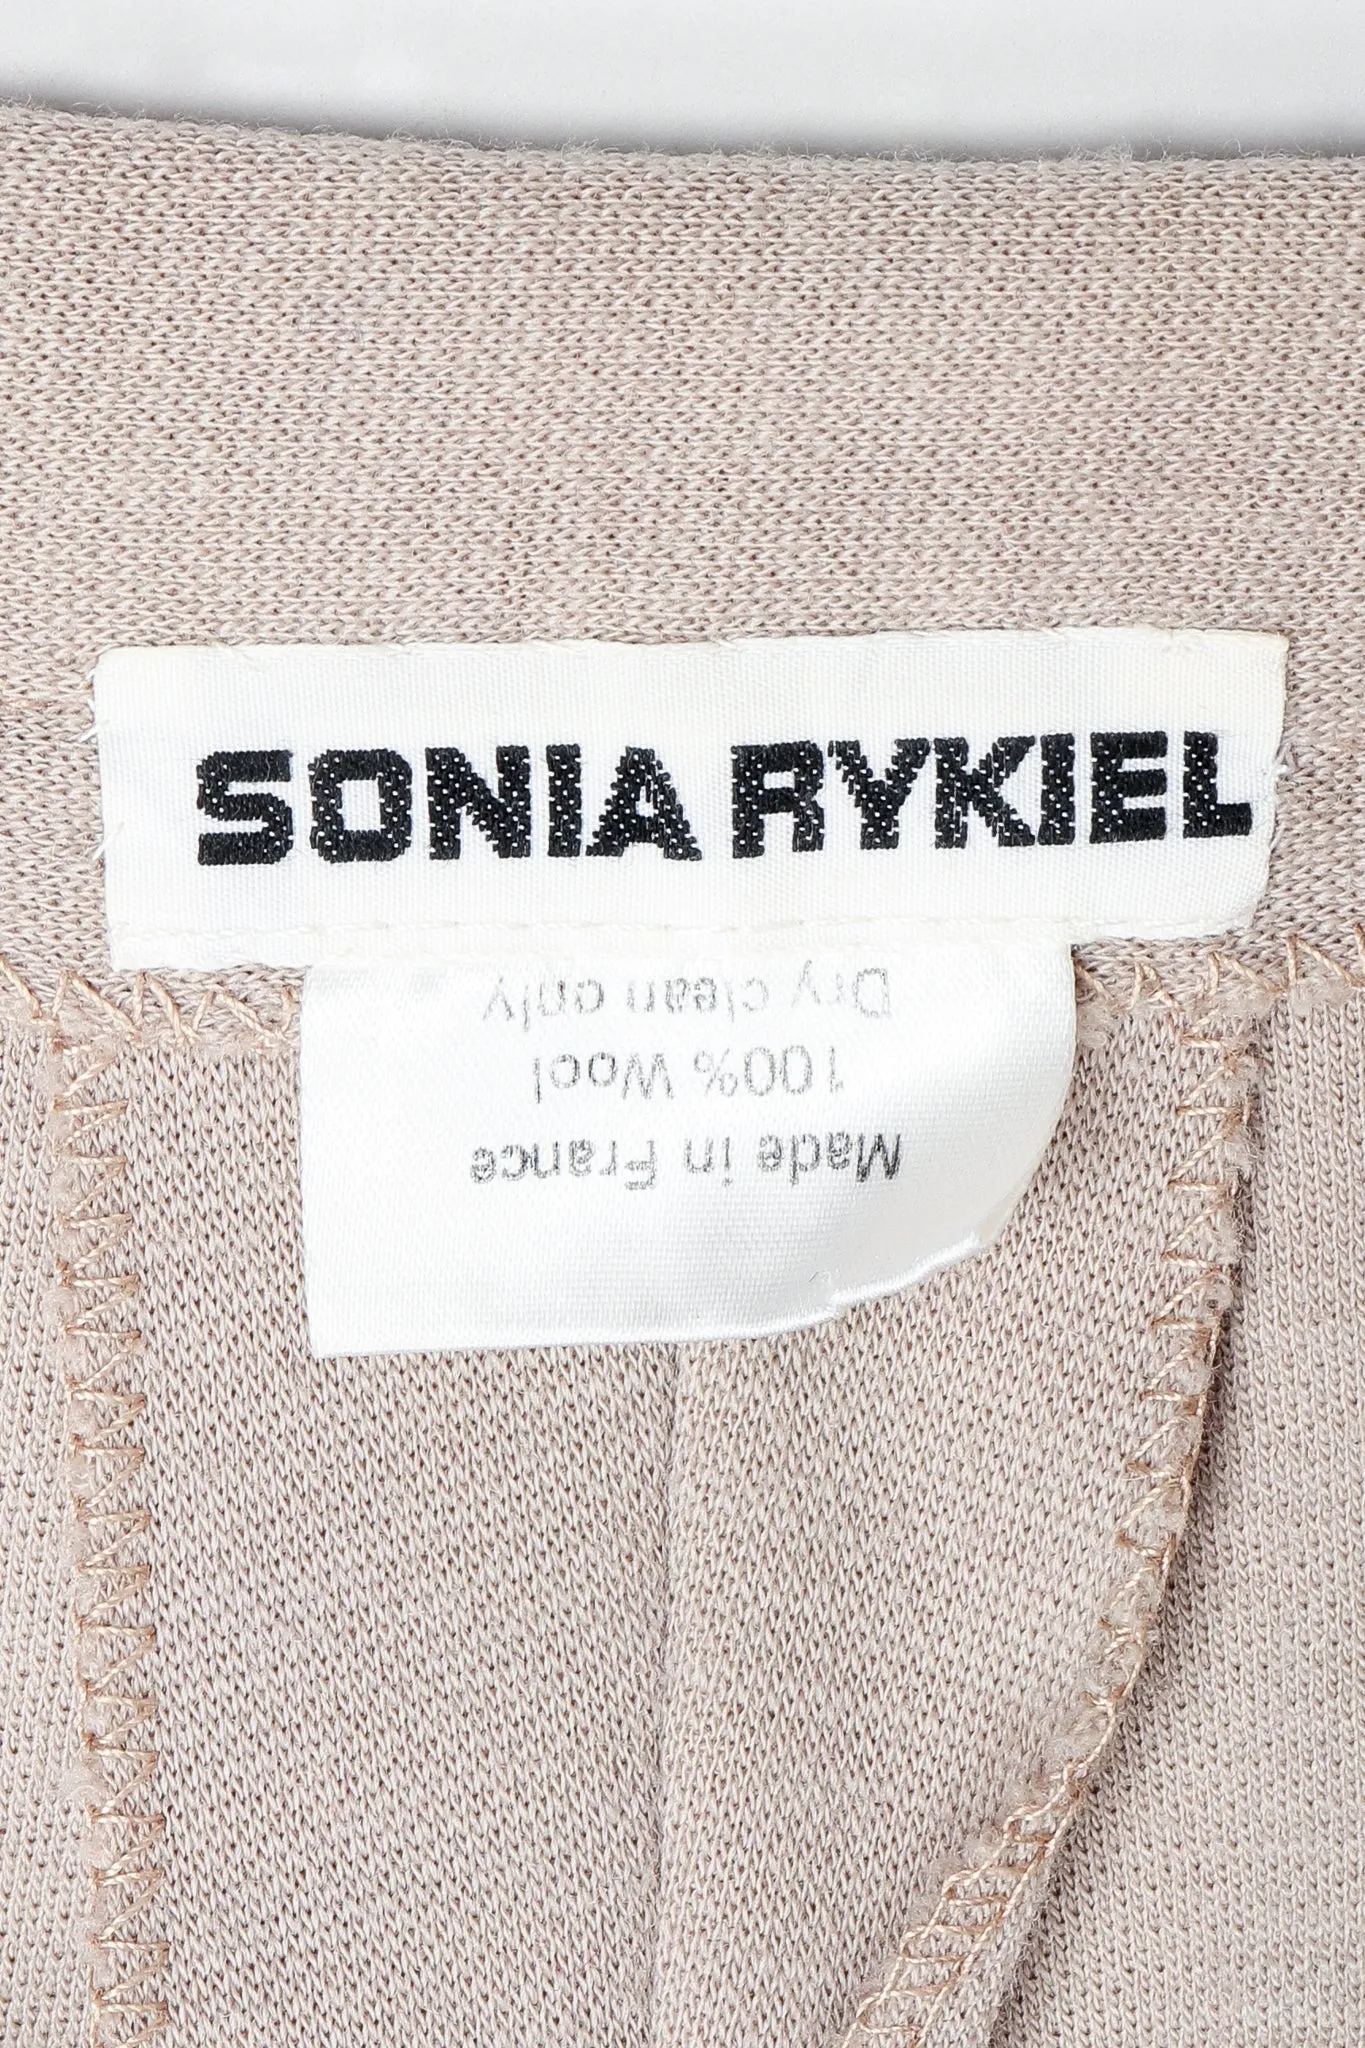 SONIA RYKIEL
Made in France
100% Wool
Dry clean only